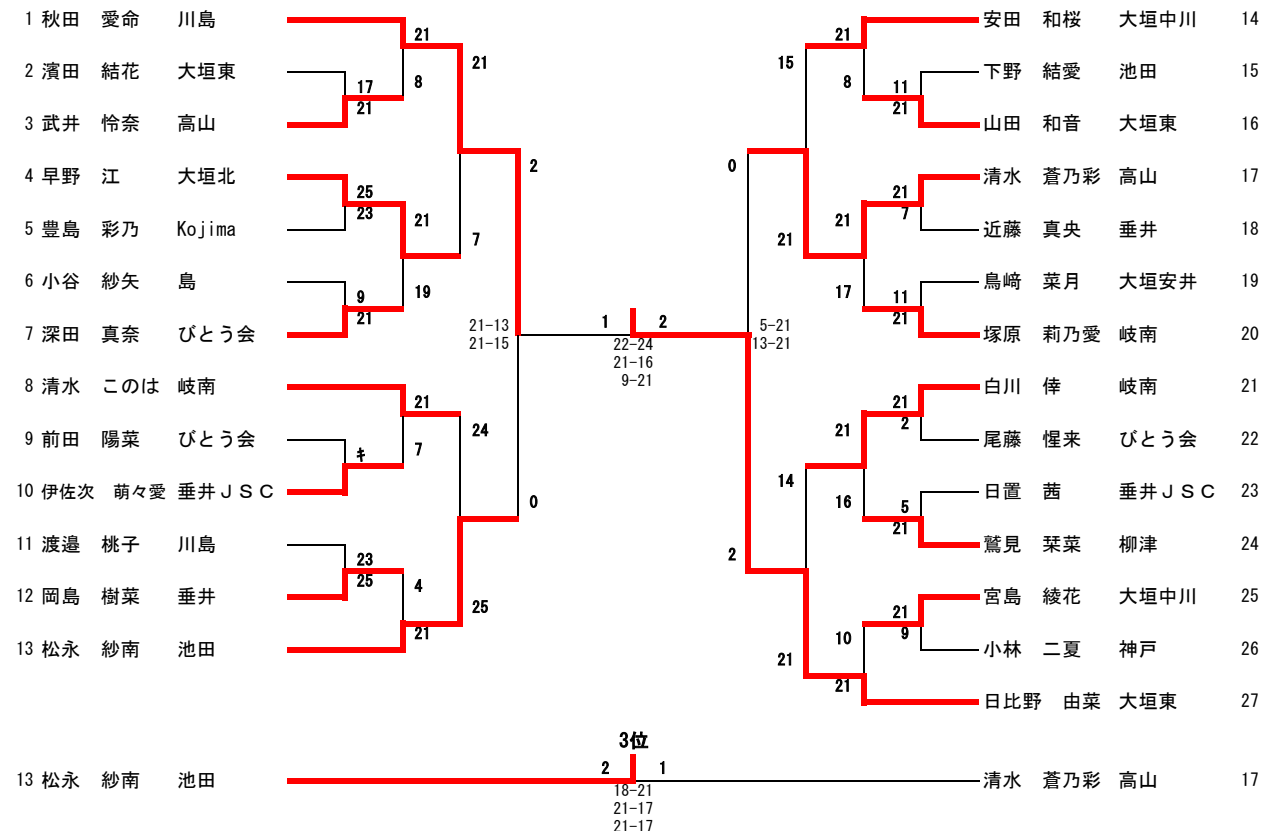 1 秋田 愛命 川島
2 濱田 結花 大垣東
3 武井 怜奈 高山
4 早野 江 大垣北
5 豊島 彩乃 Kojima
6 小谷 紗矢 島
7 深田 真奈 びとう会
8 清水 このは 岐南
9 前田 陽菜 びとう会
10 伊佐次 萌々愛 垂井ＪＳＣ
11 渡邉 桃子 川島
12 岡島 樹菜 垂井
13 松永 紗南 池田
21
8
17
21
21
7
25
23
21
19
9
21
2
21-13
21-15
21
7
キ
24
25
23
25
4
21
0
1 2
22-24
21-16
9-21
安田 和桜 大垣中川 14
下野 結愛 池田 15
山田 和音 大垣東 16
清水 蒼乃彩 高山 17
近藤 真央 垂井 18
鳥﨑 菜月 大垣安井 19
塚原 莉乃愛 岐南 20
白川 倖 岐南 21
尾藤 惺来 びとう会 22
日置 茜 垂井ＪＳＣ 23
鷲見 栞菜 柳津 24
宮島 綾花 大垣中川 25
小林 二夏 神戸 26
日比野 由菜 大垣東 27
21
8
11
21
15
21
21
7
21
17
11
21
0
5-21
13-21
21
2
21
16
5
21
14
21
21
9
10
21
2
3位
13 松永 紗南 池田
2 1
18-21
21-17
21-17
清水 蒼乃彩 高山 17